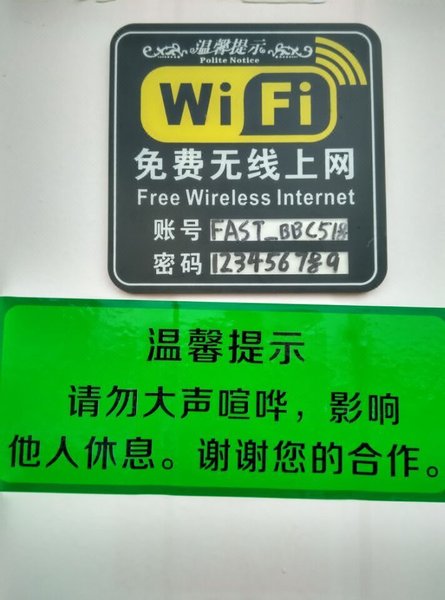 温馨提示
Polite Notice
WiFi
免费无线上网
Free Wireless Internet
账号 FAST_BBC518
密码 123456789
温馨提示
请勿大声喧哗，影响
他人休息。谢谢您的合作。